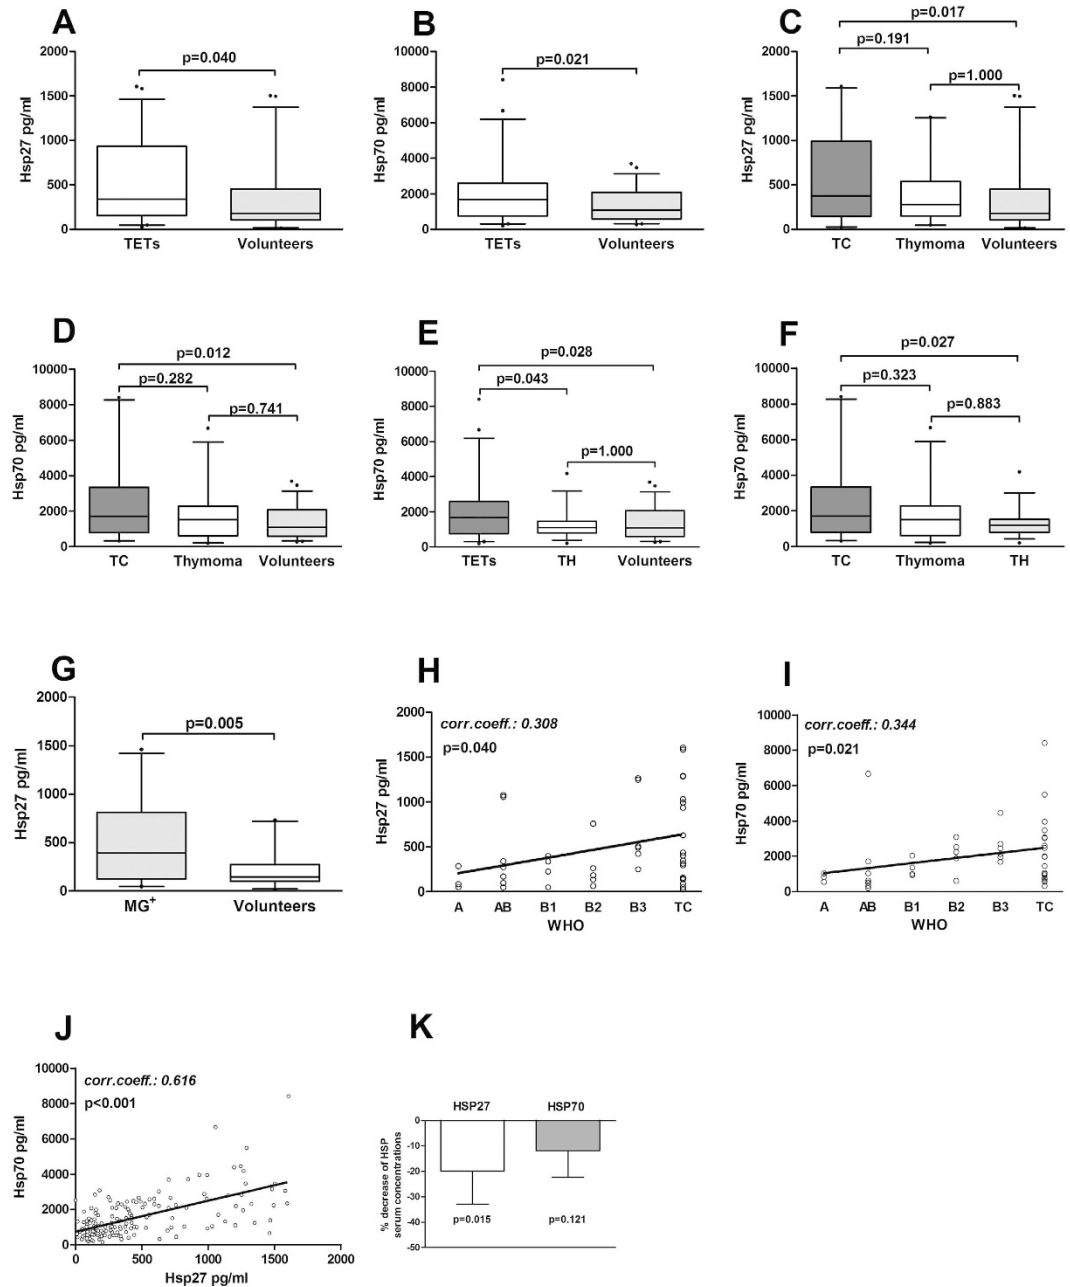 A
p=0.040
Hsp27 pg/ml
2000
1500
1000
500
0
TETs Volunteers
B
p=0.021
Hsp70 pg/ml
10000
8000
6000
4000
2000
0
TETs Volunteers
C
p=0.017
p=0.191
p=1.000
Hsp27 pg/ml
2000
1500
1000
500
0
TC Thymoma Volunteers
D
p=0.012
p=0.282
p=0.741
Hsp70 pg/ml
10000
8000
6000
4000
2000
0
TC Thymoma Volunteers
E
p=0.028
p=0.043
p=1.000
Hsp70 pg/ml
10000
8000
6000
4000
2000
0
TETs TH Volunteers
F
p=0.027
p=0.323
p=0.883
Hsp70 pg/ml
10000
8000
6000
4000
2000
0
TC Thymoma TH
G
p=0.005
Hsp27 pg/ml
2000
1500
1000
500
0
MG+ Volunteers
H
corr.coeff.: 0.308
p=0.040
Hsp27 pg/ml
2000
1500
1000
500
0
A AB B1 B2 B3 TC
WHO
I
corr.coeff.: 0.344
p=0.021
Hsp70 pg/ml
10000
8000
6000
4000
2000
0
A AB B1 B2 B3 TC
WHO
J
corr.coeff.: 0.616
p<0.001
Hsp70 pg/ml
10000
8000
6000
4000
2000
0
0 500 1000 1500 2000
Hsp27 pg/ml
K
HSP27 HSP70
% decrease of HSP
serum concentrations
0
-10
-20
-30
-40
-50
p=0.015 p=0.121